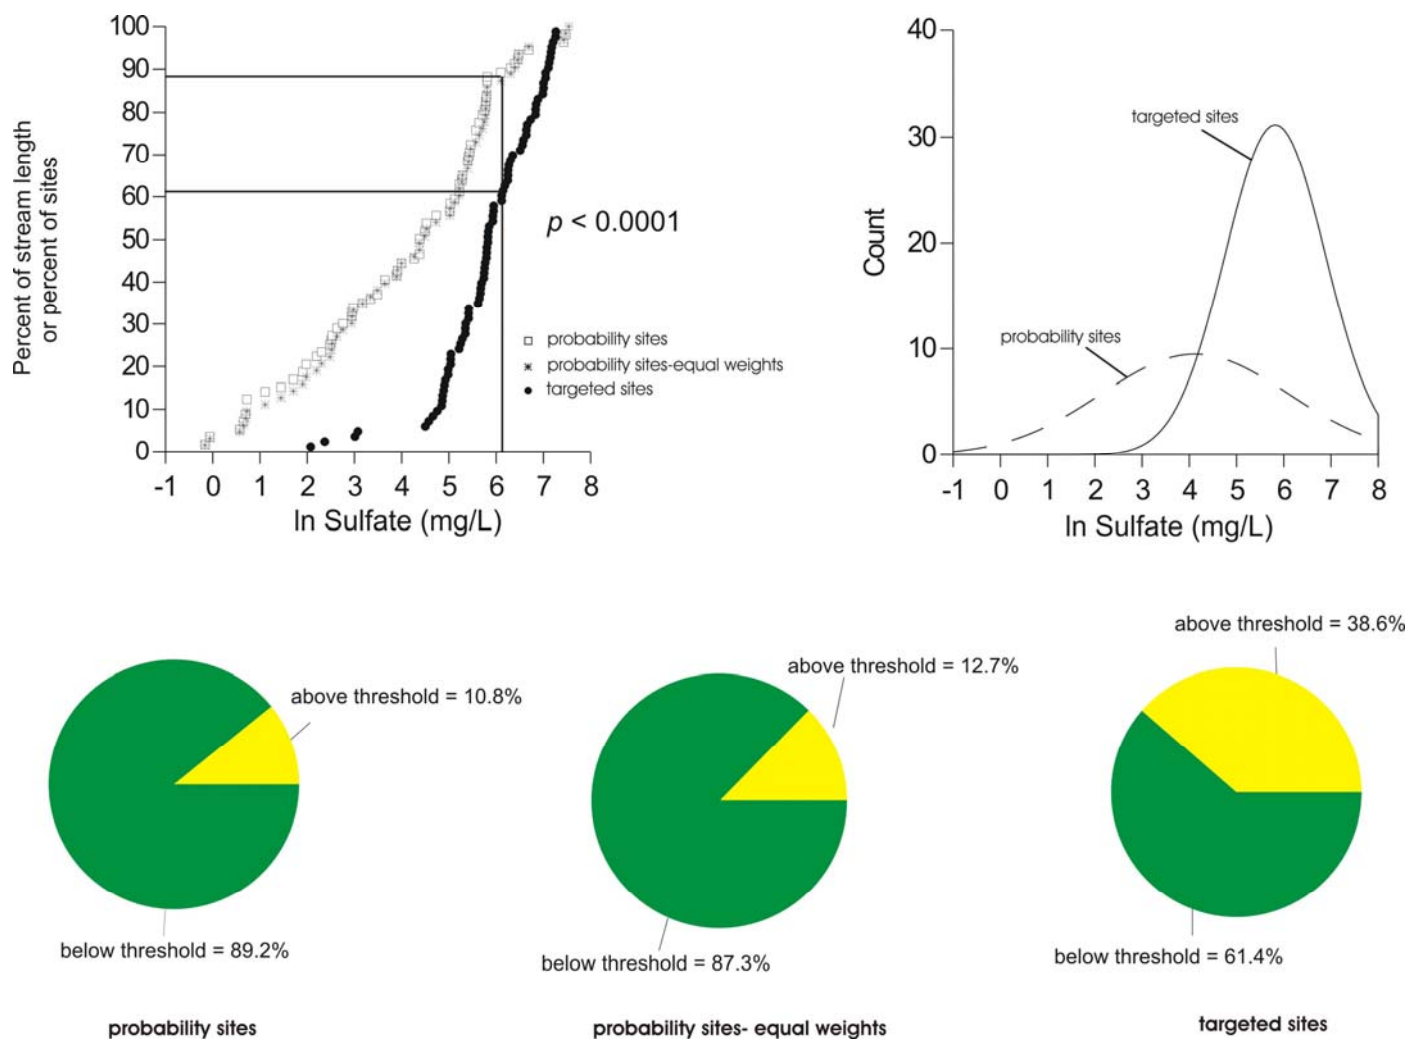 Percent of stream length
or percent of sites
100
90
80
70
60
50
40
30
20
10
0
-1 0 1 2 3 4 5 6 7 8
ln Sulfate (mg/L)
p < 0.0001
probability sites
probability sites-equal weights
targeted sites
Count
40
30
20
10
0
-1 0 1 2 3 4 5 6 7 8
ln Sulfate (mg/L)
targeted sites
probability sites
above threshold = 10.8%
below threshold = 89.2%
probability sites
above threshold = 12.7%
below threshold = 87.3%
probability sites- equal weights
above threshold = 38.6%
below threshold = 61.4%
targeted sites